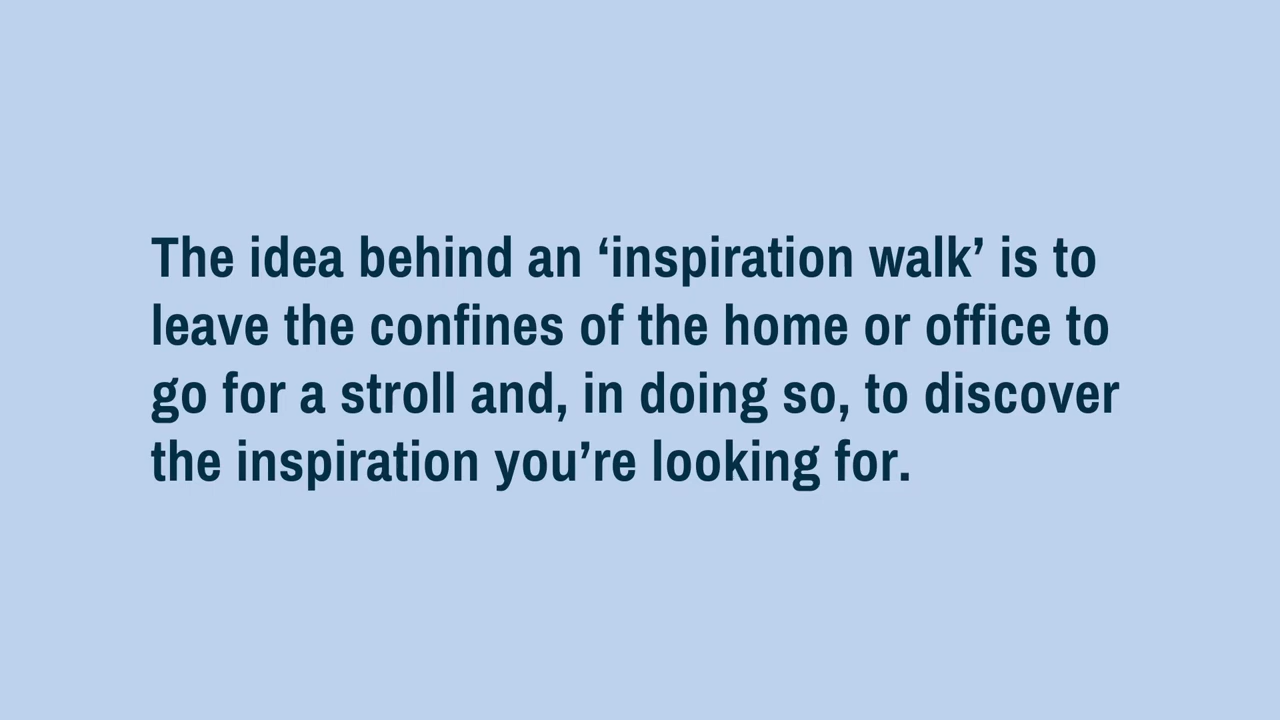 The idea behind an ‘inspiration walk’ is to
leave the confines of the home or office to
go for a stroll and, in doing so, to discover
the inspiration you’re looking for.